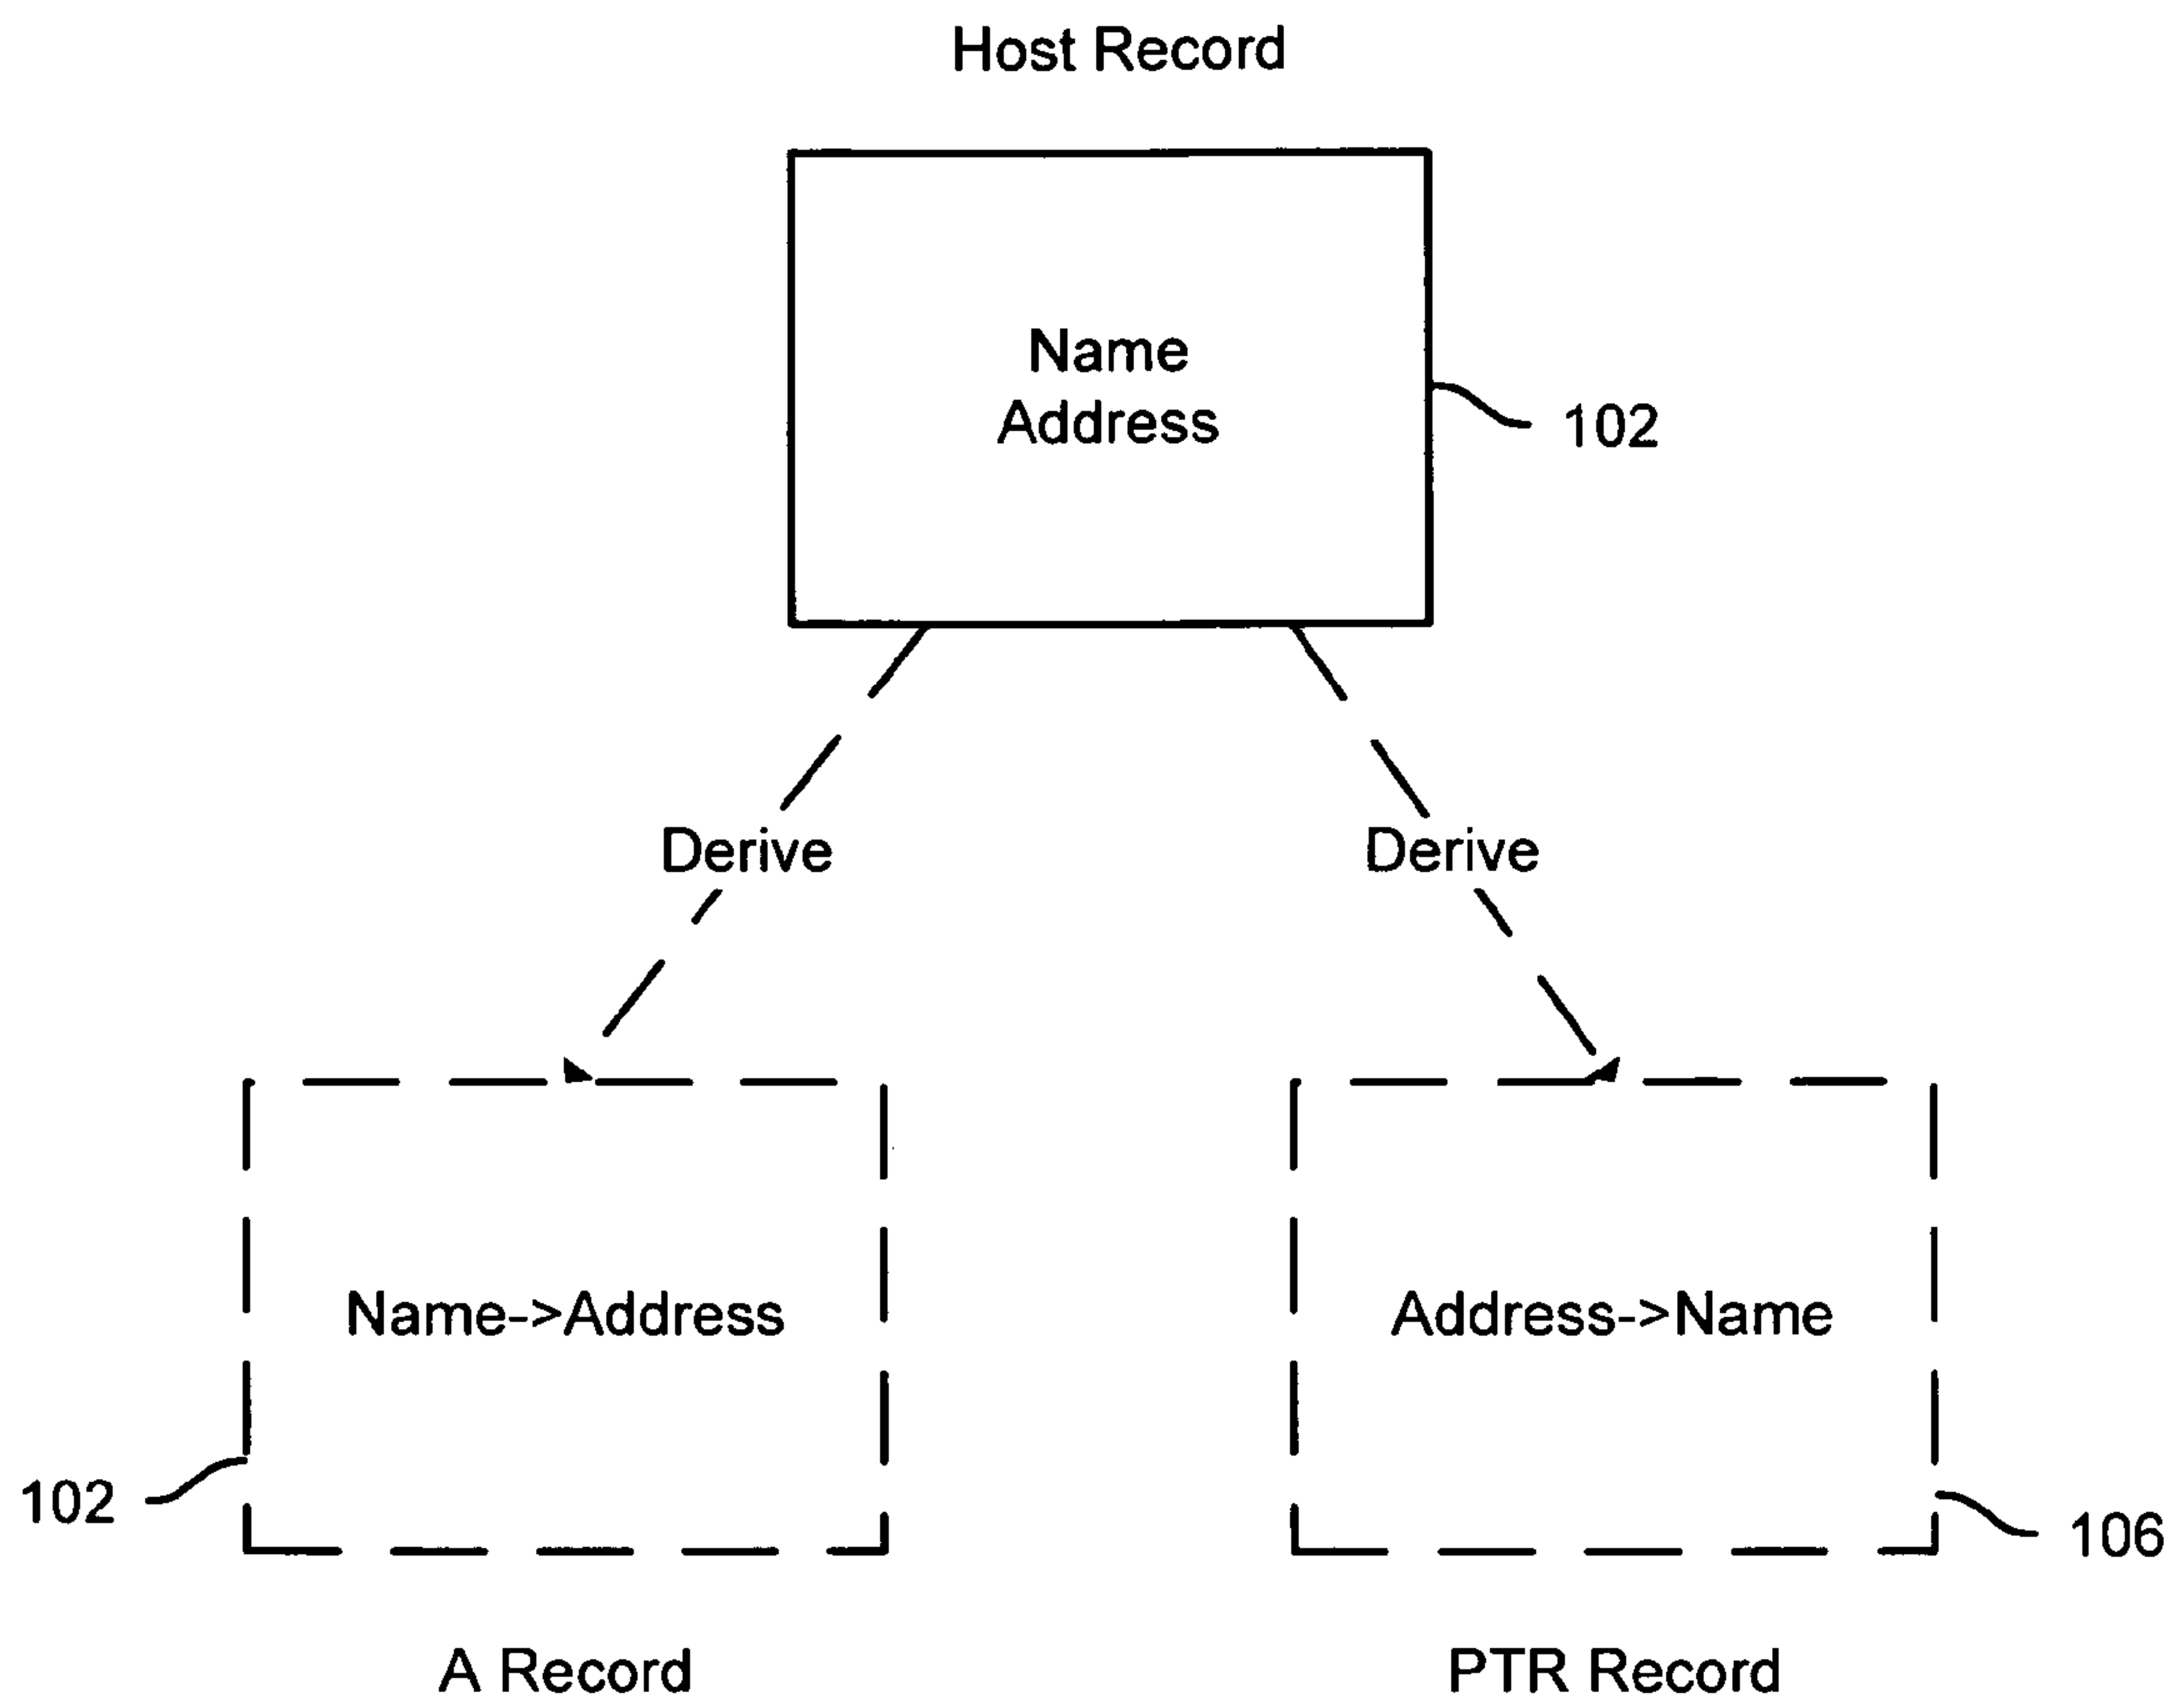 Host Record
Name
Address
102
Derive
Derive
Name->Address
Address->Name
102
106
A Record
PTR Record